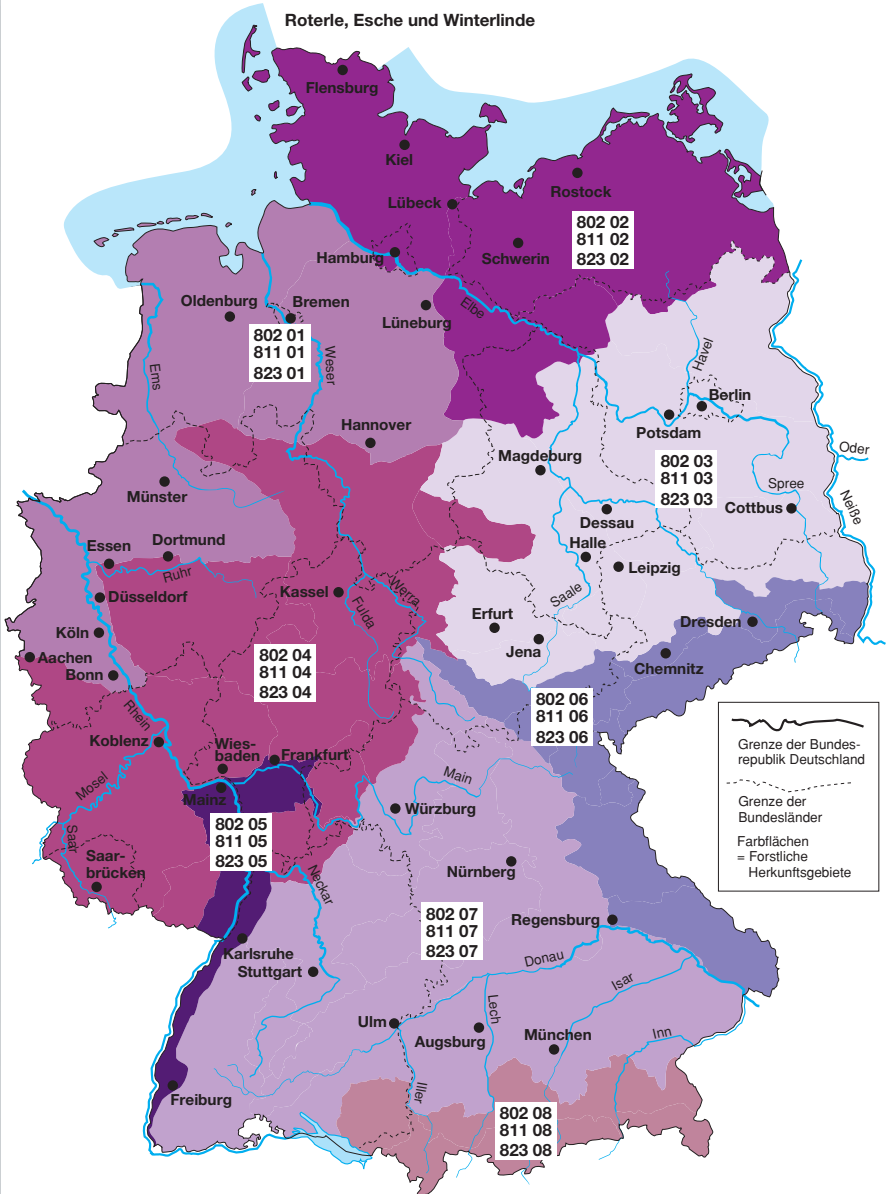 Roterle, Esche und Winterlinde
Flensburg
Kiel
Rostock
Lübeck
802 02
811 02
823 02
Schwerin
Hamburg
Elbe
Oldenburg
Bremen
Lüneburg
802 01
811 01
823 01
Weser
Ems
Havel
Berlin
Potsdam
Hannover
Magdeburg
802 03
811 03
823 03
Oder
Spree
Neiße
Münster
Cottbus
Dessau
Essen
Dortmund
Halle
Leipzig
Ruhr
Düsseldorf
Kassel
Werra
Fulda
Saale
Erfurt
Dresden
Köln
Jena
Aachen
Bonn
802 04
811 04
823 04
Chemnitz
802 06
811 06
823 06
Rhein
Koblenz
Wies-
baden
Frankfurt
Mosel
Main
Mainz
Würzburg
Grenze der Bundes-
republik Deutschland
Grenze der
Bundesländer
Farbflächen
= Forstliche
Herkunftsgebiete
802 05
811 05
823 05
Saar
Saar-
brücken
Neckar
Nürnberg
802 07
811 07
823 07
Regensburg
Karlsruhe
Stuttgart
Donau
Isar
Lech
Ulm
Augsburg
München
Inn
Iller
Freiburg
802 08
811 08
823 08